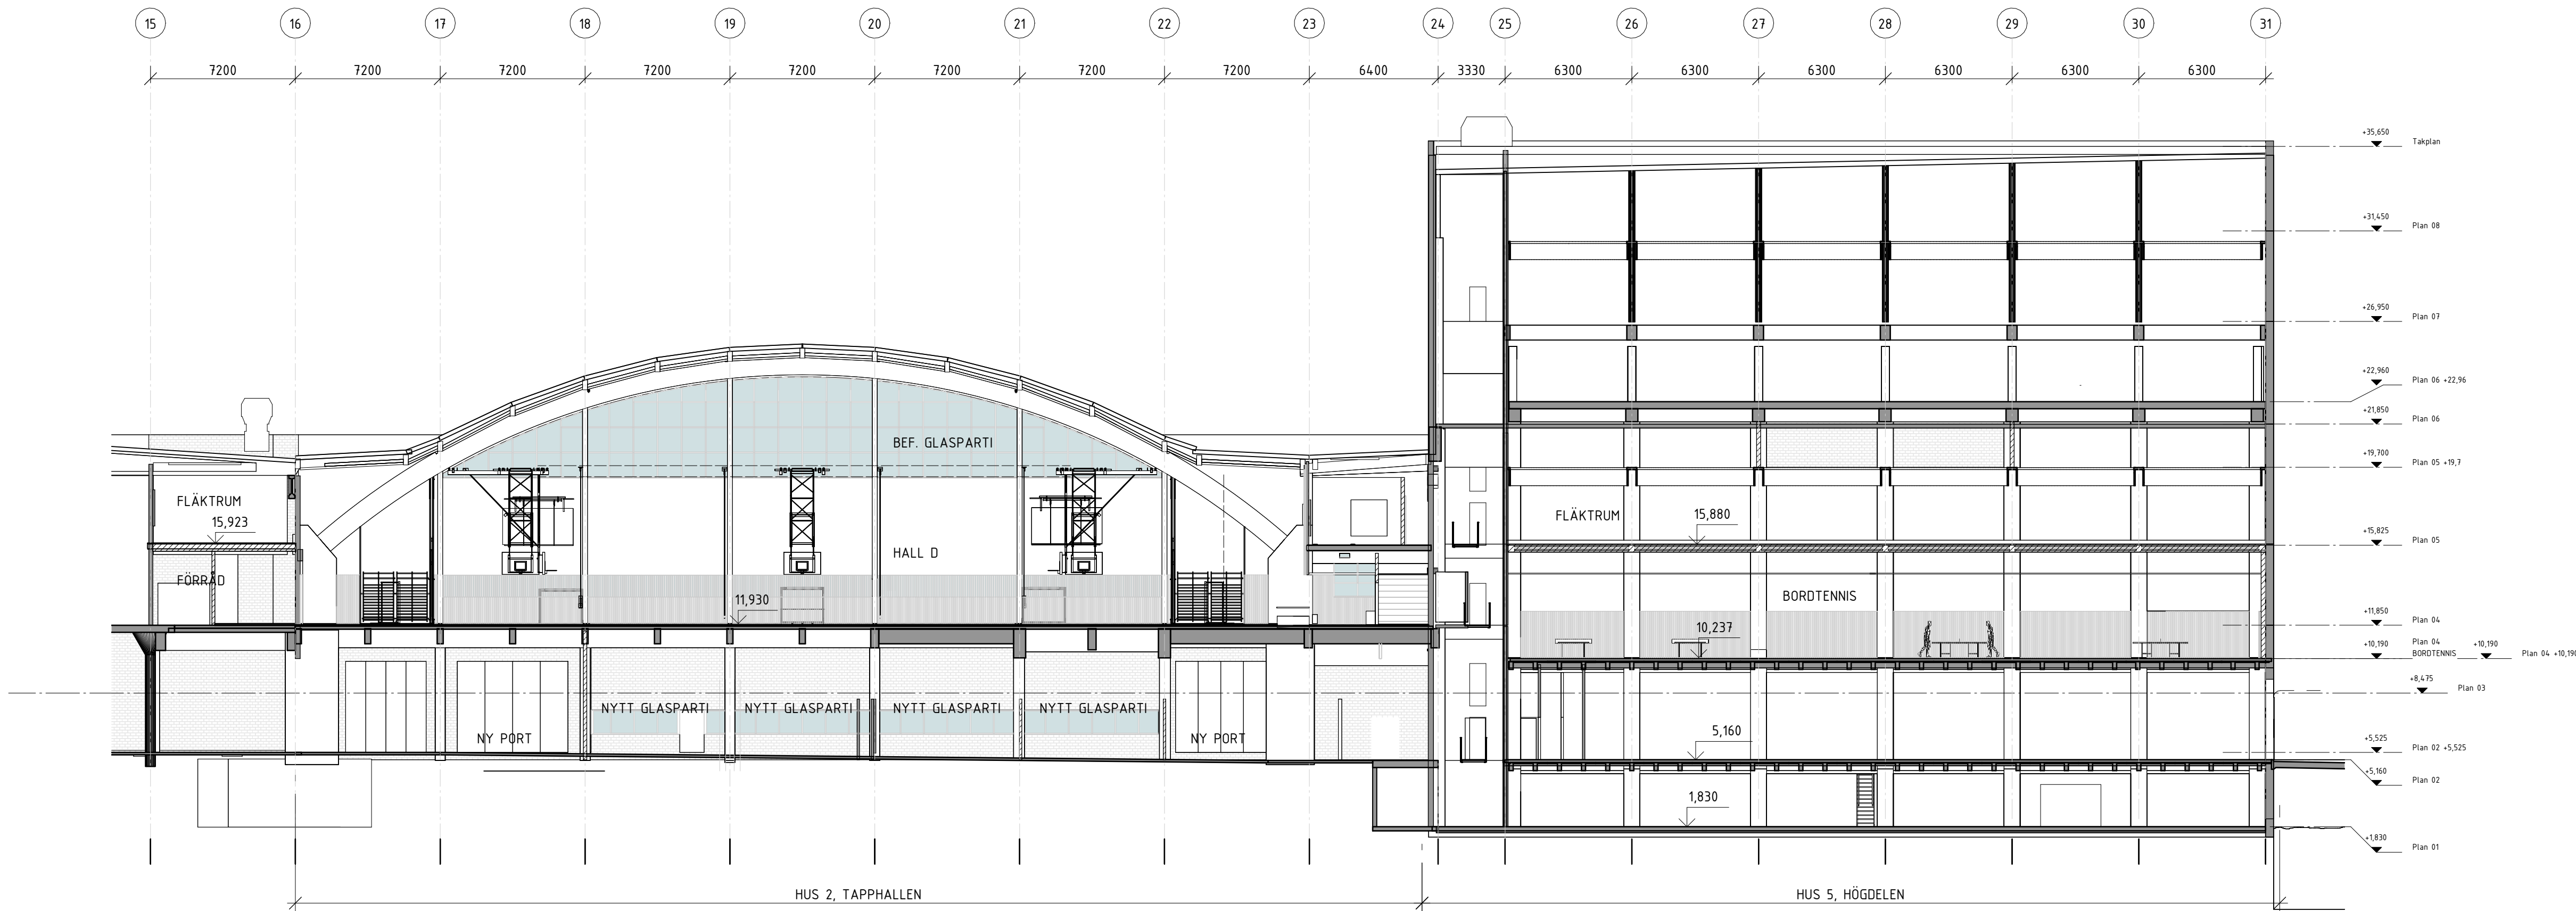 15 16 17 18 19 20 21 22 23 24 25 26 27 28 29 30 31
7200 7200 7200 7200 7200 7200 7200 7200 6400 3330 6300 6300 6300 6300 6300 6300
+35,650 Takplan
+31,450 Plan 08
+26,950 Plan 07
+22,960 Plan 06 +22,96
+21,850 Plan 06
BEF. GLASPARTI
+19,700 Plan 05 +19,7
FLÄKTRUM
15,923
FLÄKTRUM
15,880
+15,825 Plan 05
HALL D
FÖRRÅD
11,930
BORDTENNIS
10,237
+11,850 Plan 04
+10,190 Plan 04
BORDTENNIS
+10,190 Plan 04 +10,190
+8,475 Plan 03
NYTT GLASPARTI NYTT GLASPARTI NYTT GLASPARTI NYTT GLASPARTI
NY PORT
NY PORT
5,160
+5,525 Plan 02 +5,525
+5,160 Plan 02
1,830
+1,830 Plan 01
HUS 2, TAPPHALLEN
HUS 5, HÖGDELEN